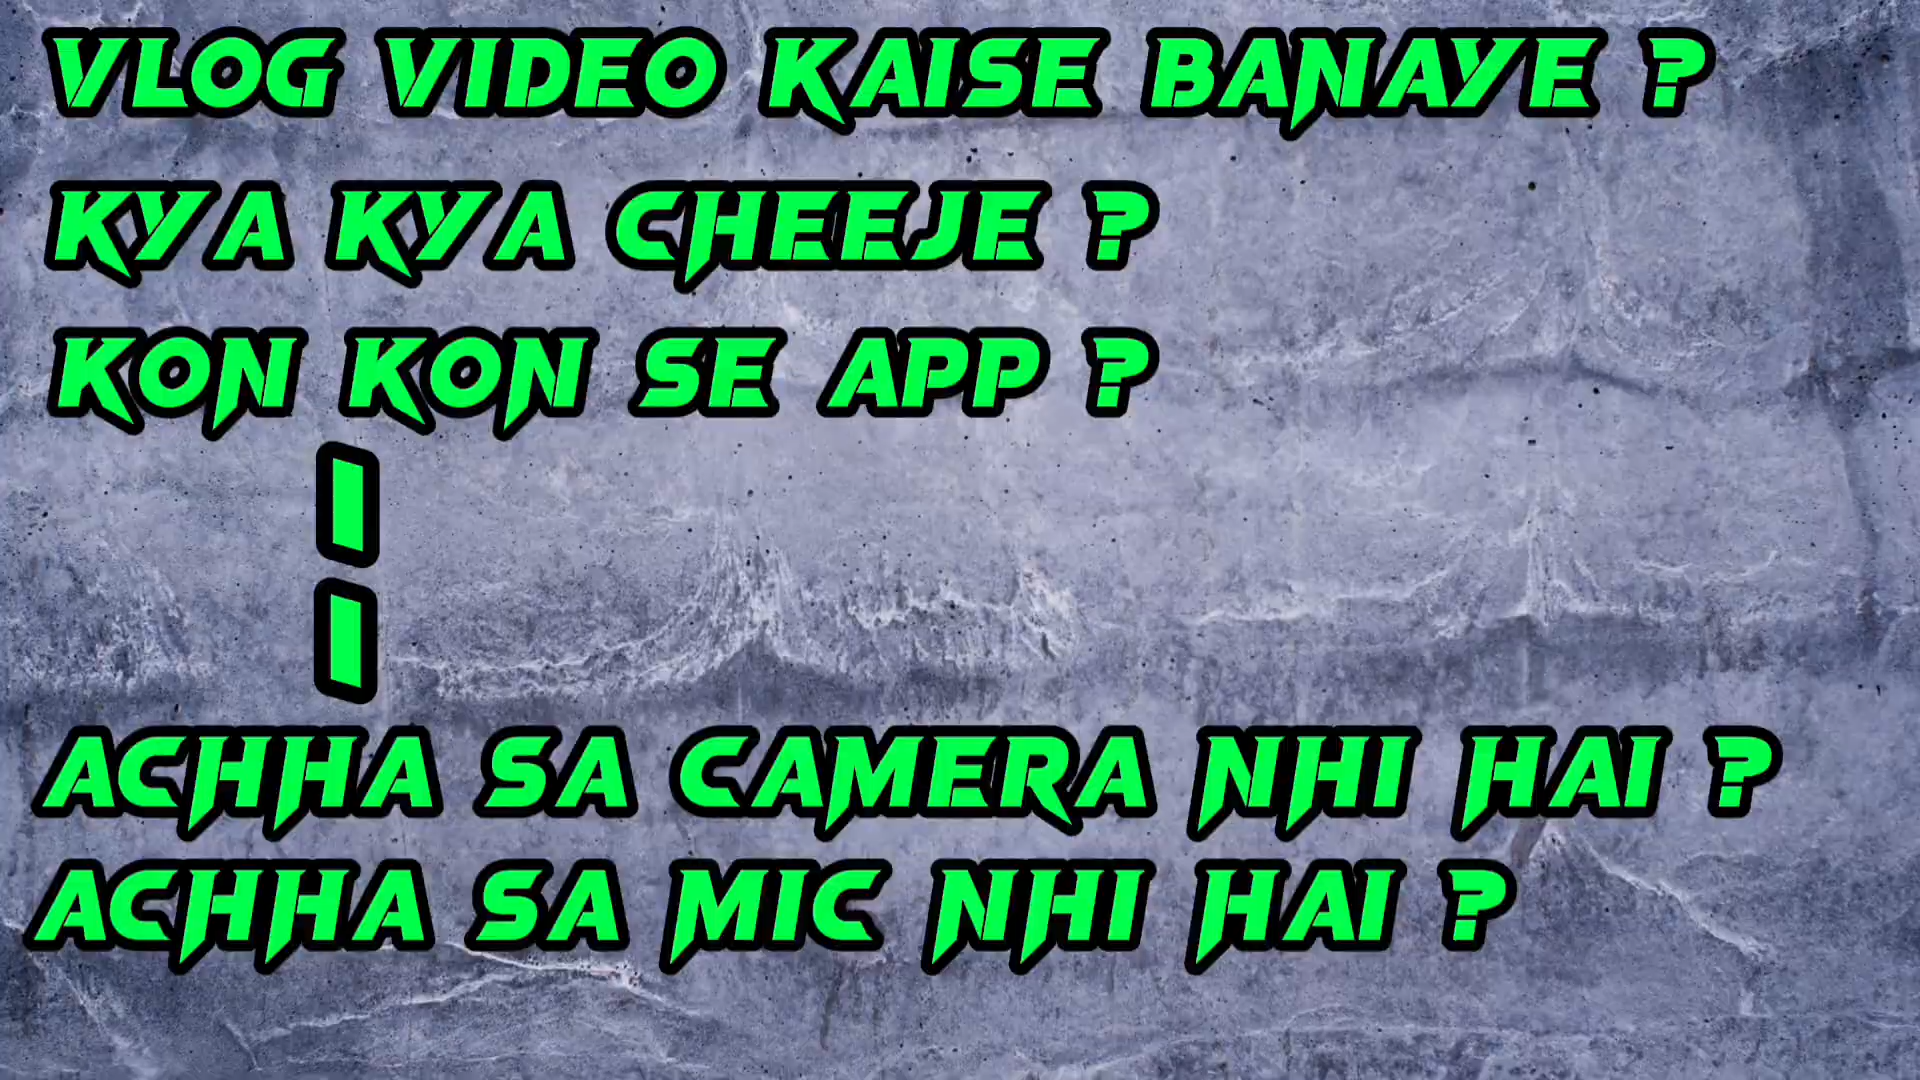 VLOG VIDEO KAISE BANAYE ?
KYA KYA CHEEJE ?
KON KON SE APP ?
I
I
ACHHA SA CAMERA NHI HAI ?
ACHHA SA MIC NHI HAI ?